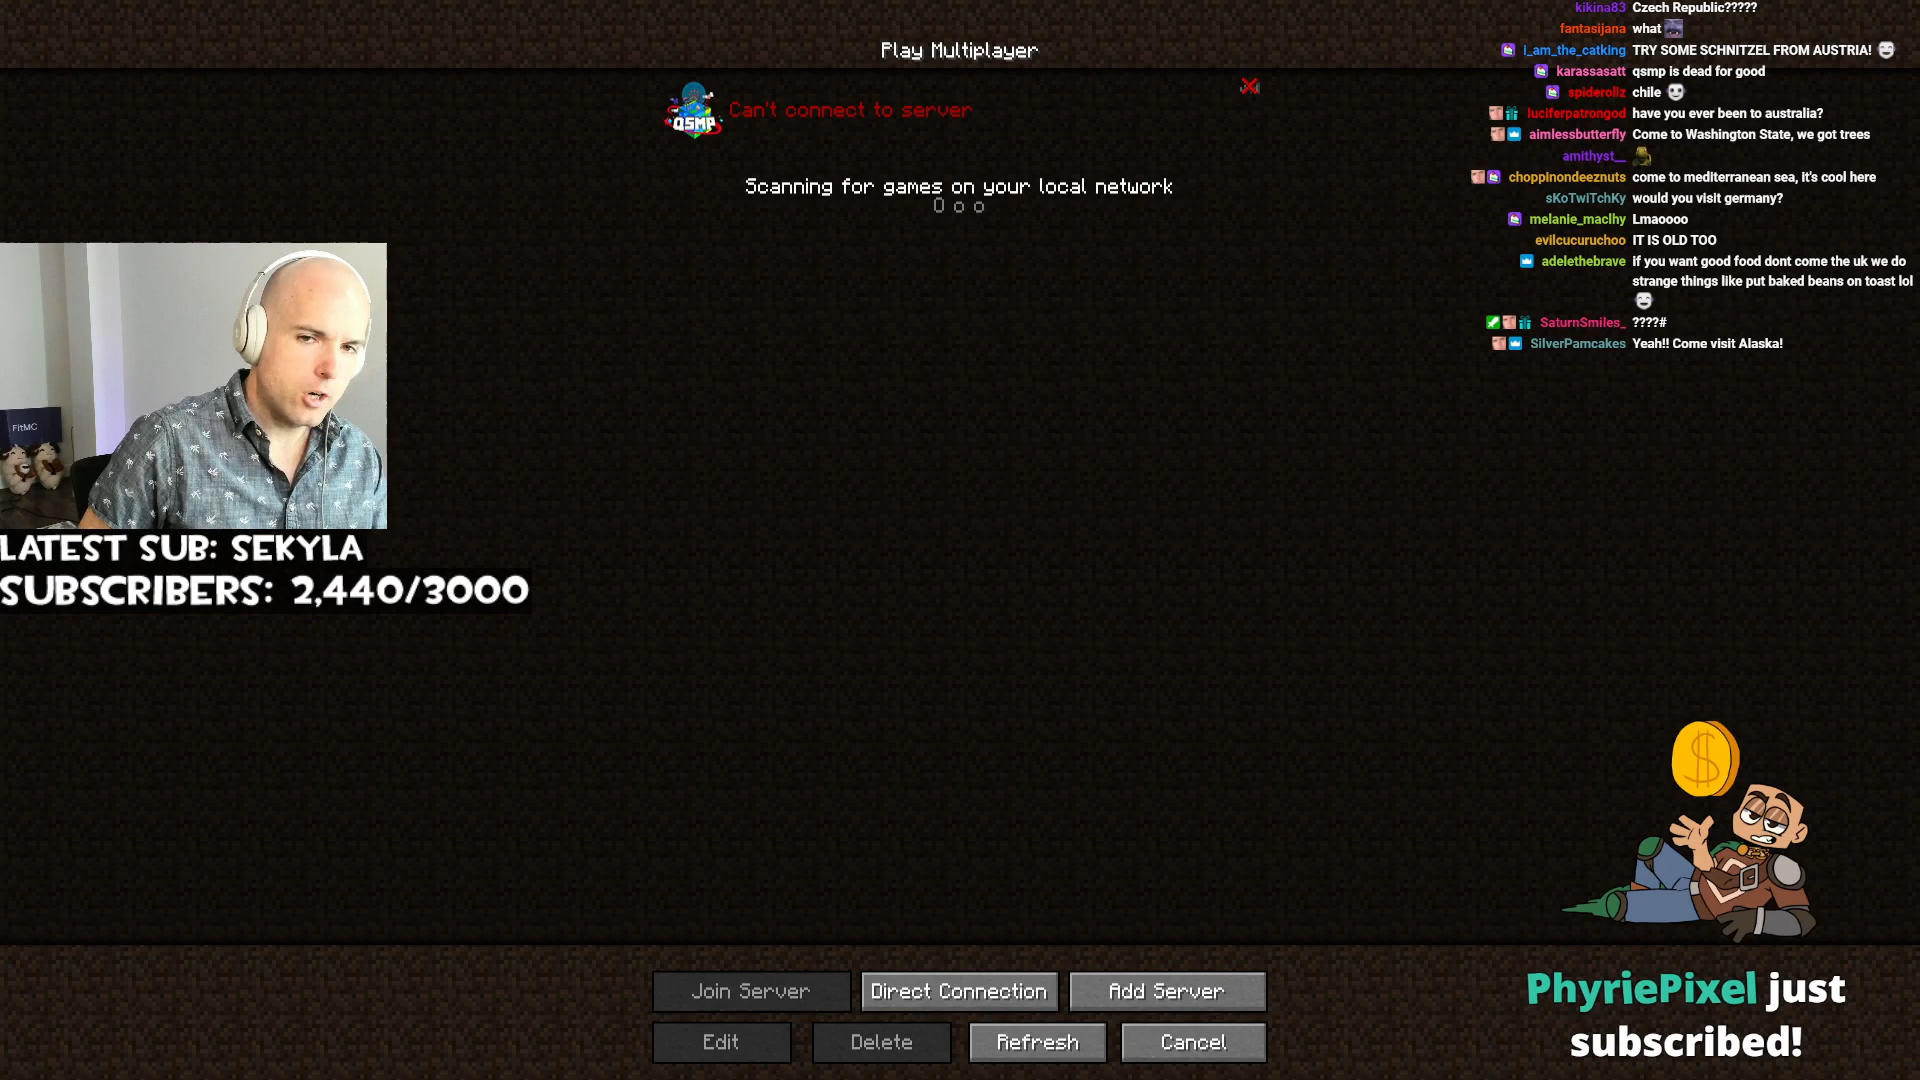 Play Multiplayer
QSMP
Can't connect to server
Scanning for games on your local network
O o o
FitMC
LATEST SUB: SEKYLA
SUBSCRIBERS: 2,440/3000
kikina83 Czech Republic?????
fantasijana what
i_am_the_catking TRY SOME SCHNITZEL FROM AUSTRIA!
karassasatt qsmp is dead for good
spiderollz chile
luciferpatrongod have you ever been to australia?
aimlessbutterfly Come to Washington State, we got trees
amithyst__
choppinondeeznuts come to mediterranean sea, it's cool here
sKoTwiTchKy would you visit germany?
melanie_maclhy Lmaoooo
evilcucuruchoo IT IS OLD TOO
adelethebrave if you want good food dont come the uk we do
strange things like put baked beans on toast lol
SaturnSmiles_ ????#
SilverPamcakes Yeah!! Come visit Alaska!
$
Join Server
Direct Connection
Add Server
Edit
Delete
Refresh
Cancel
PhyriePixel just
subscribed!